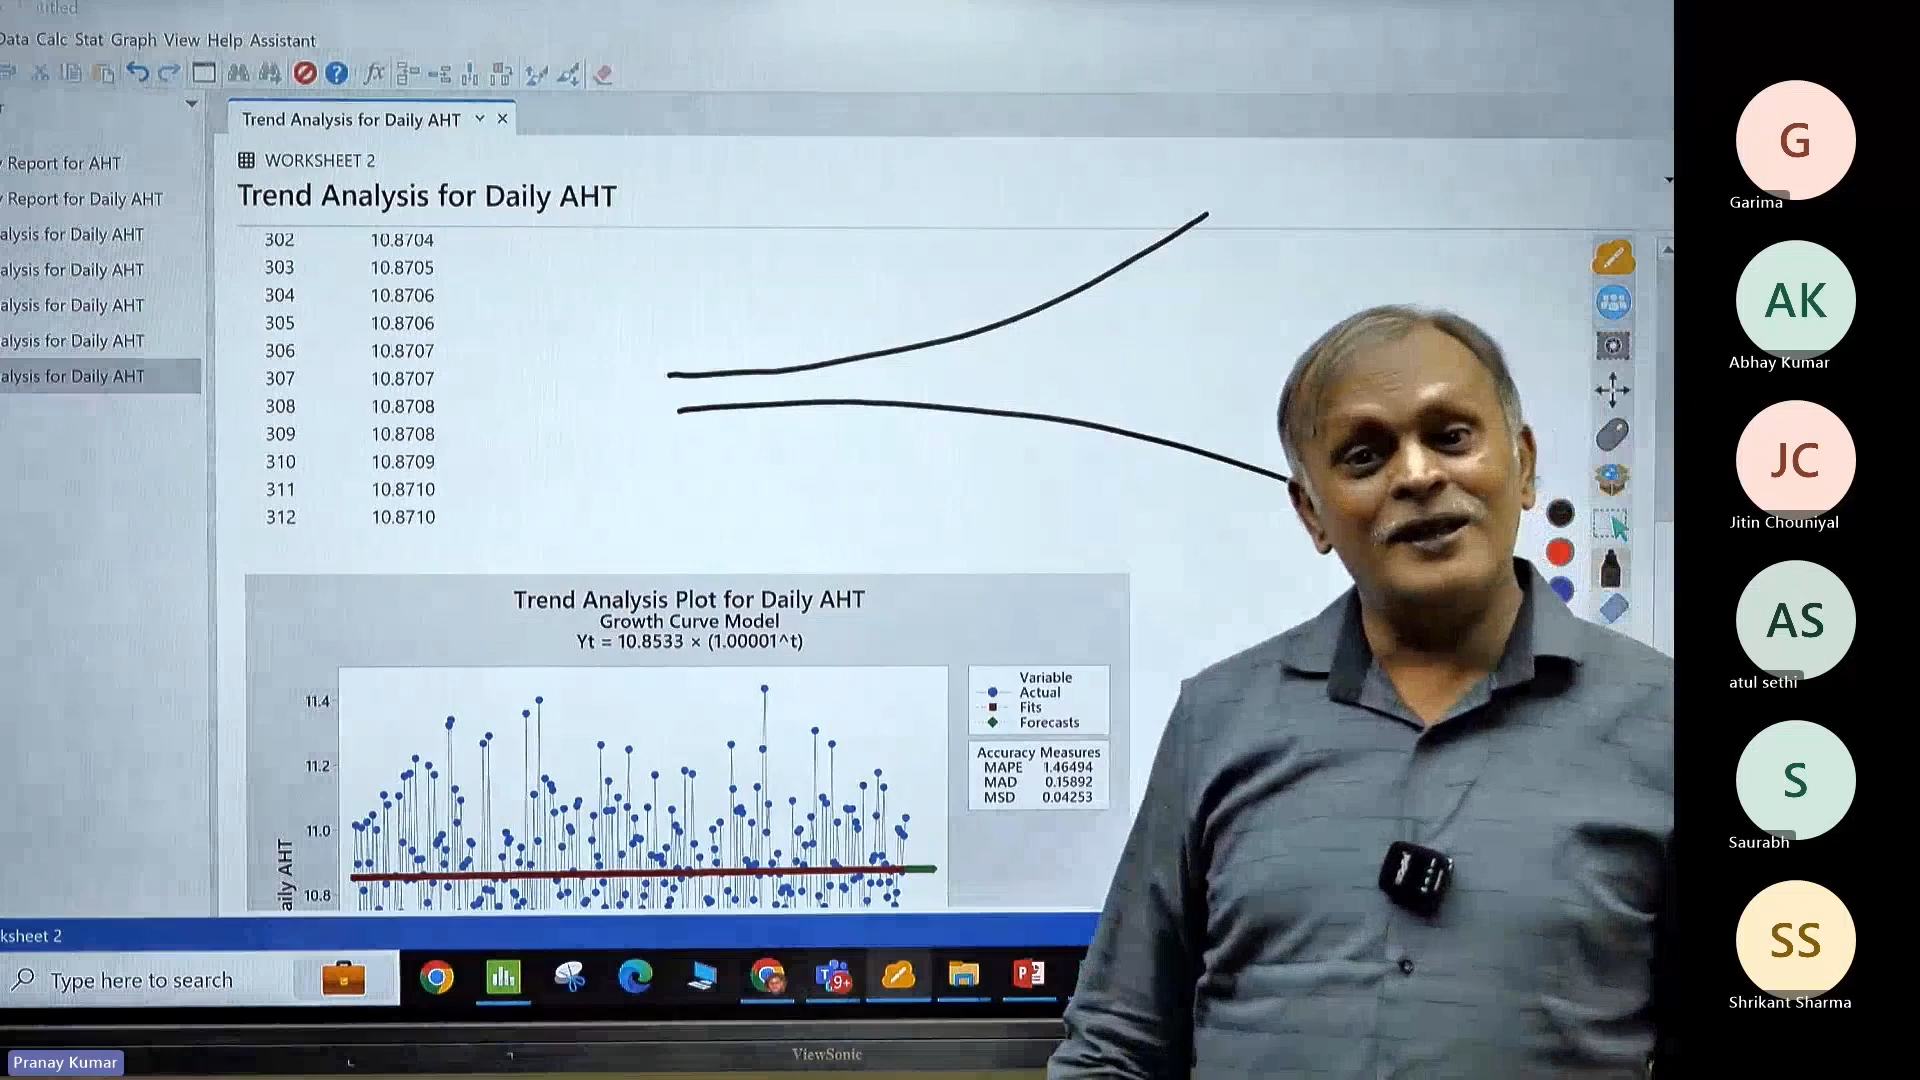 titled
Data Calc Stat Graph View Help Assistant
Trend Analysis for Daily AHT
Report for AHT
Report for Daily AHT
alysis for Daily AHT
alysis for Daily AHT
alysis for Daily AHT
alysis for Daily AHT
alysis for Daily AHT
WORKSHEET 2
Trend Analysis for Daily AHT
302 10.8704
303 10.8705
304 10.8706
305 10.8706
306 10.8707
307 10.8707
308 10.8708
309 10.8708
310 10.8709
311 10.8710
312 10.8710
Trend Analysis Plot for Daily AHT
Growth Curve Model
Yt = 10.8533 × (1.00001^t)
11.4
11.2
11.0
10.8
aily AHT
Variable
Actual
Fits
Forecasts
Accuracy Measures
MAPE 1.46494
MAD 0.15892
MSD 0.04253
ksheet 2
Type here to search
9+
ViewSonic
Pranay Kumar
G
Garima
AK
Abhay Kumar
JC
Jitin Chouniyal
AS
atul sethi
S
Saurabh
SS
Shrikant Sharma